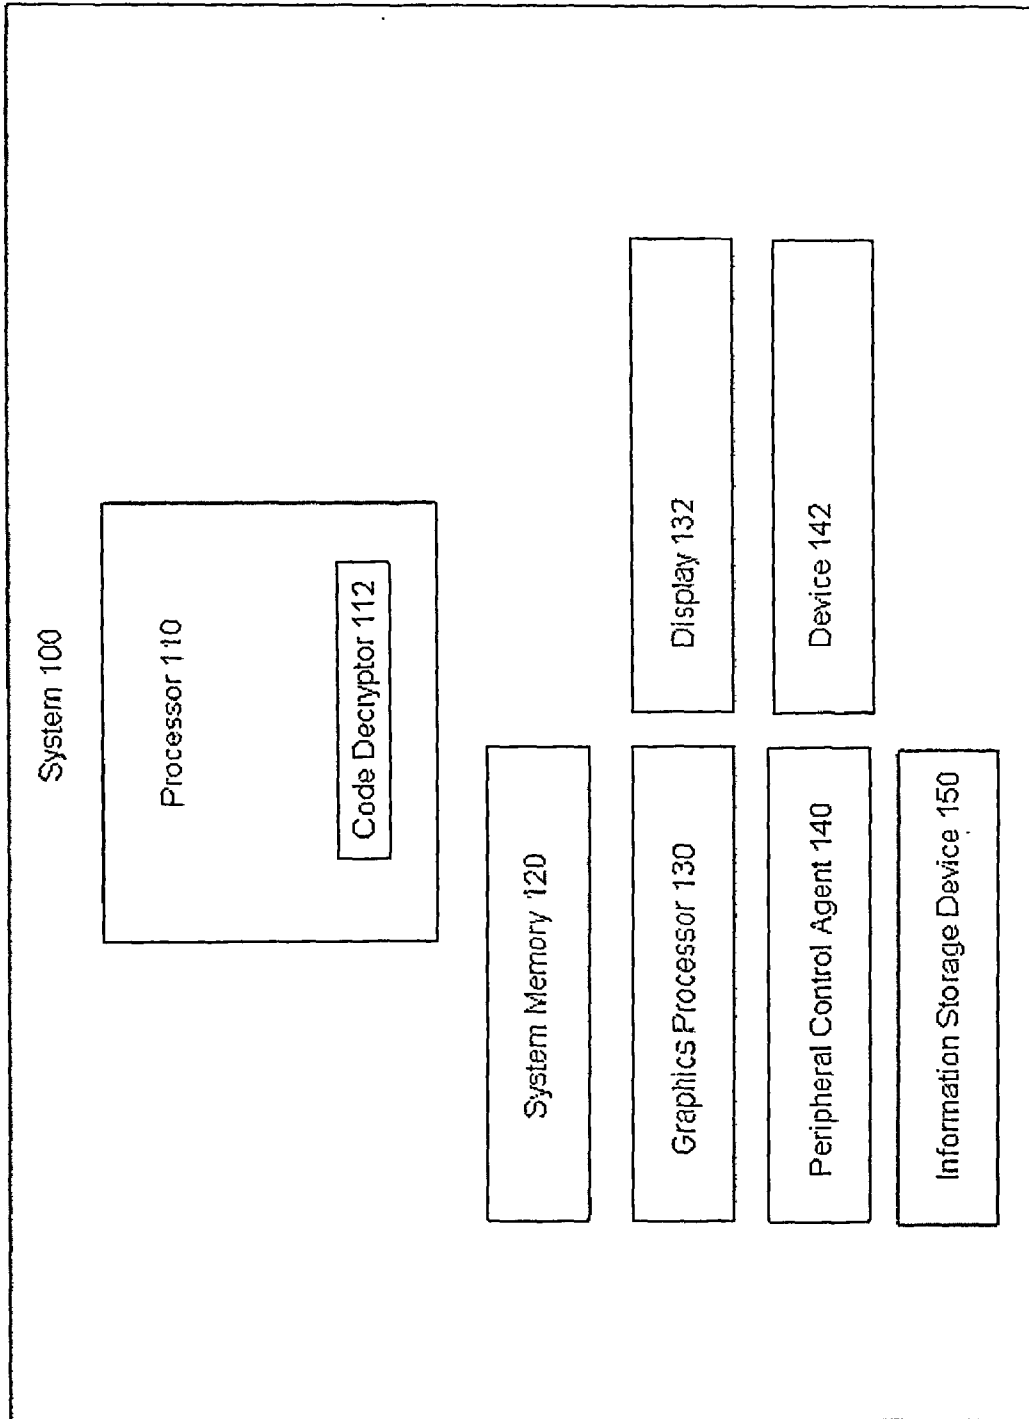 System 100
Processor 110
Code Decryptor 112
System Memory 120
Graphics Processor 130
Display 132
Peripheral Control Agent 140
Device 142
Information Storage Device 150